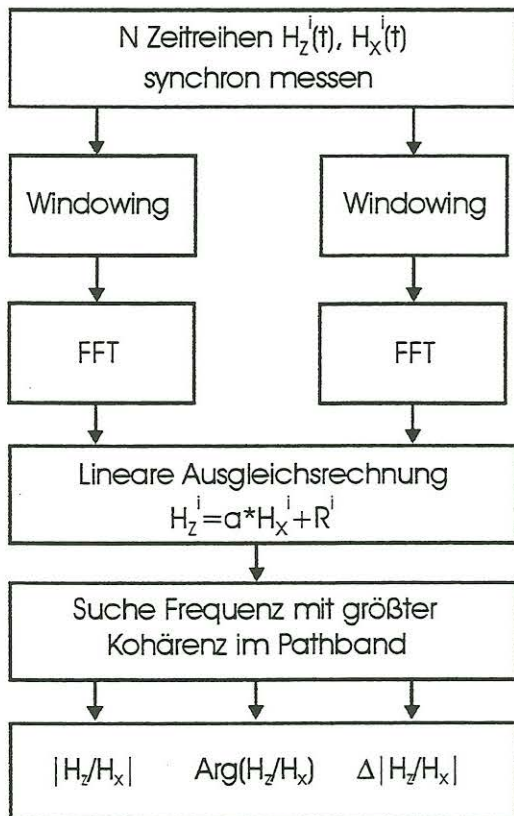 N Zeitreihen H_z^i(t), H_x^i(t)
synchron messen
Windowing
Windowing
FFT
FFT
Lineare Ausgleichsrechnung
H_z^i=a*H_x^i+R^i
Suche Frequenz mit größter
Kohärenz im Pathband
|H_z/H_x| Arg(H_z/H_x) Δ|H_z/H_x|